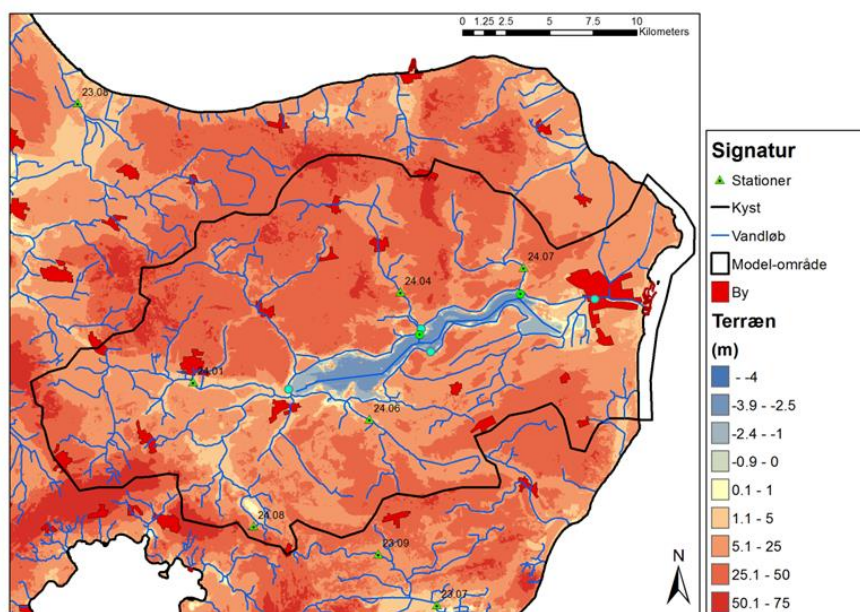 0 1.25 2.5 5 7.5 10
Kilometers
23.08
24.07
24.04
24.01
24.06
24.08
23.09
23.07
N
Signatur
Stationer
Kyst
Vandløb
Model-område
By
Terræn
(m)
- -4
-3.9 - -2.5
-2.4 - -1
-0.9 - 0
0.1 - 1
1.1 - 5
5.1 - 25
25.1 - 50
50.1 - 75